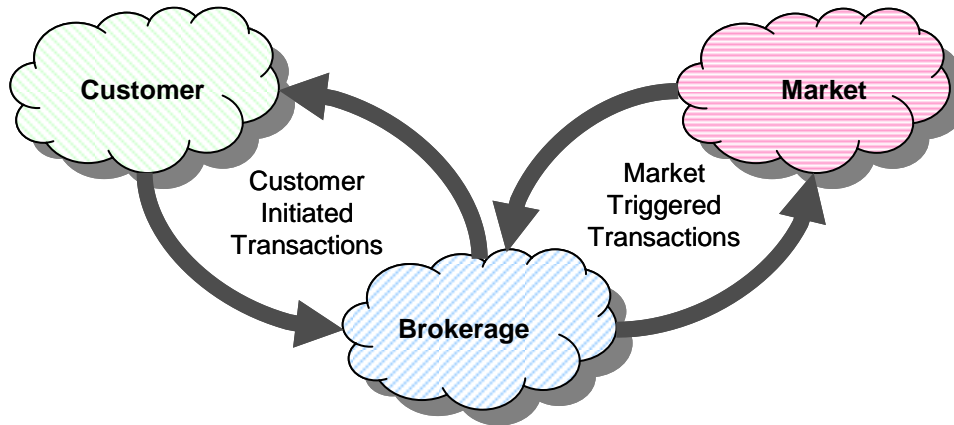 Customer
Market
Customer
Initiated
Transactions
Market
Triggered
Transactions
Brokerage